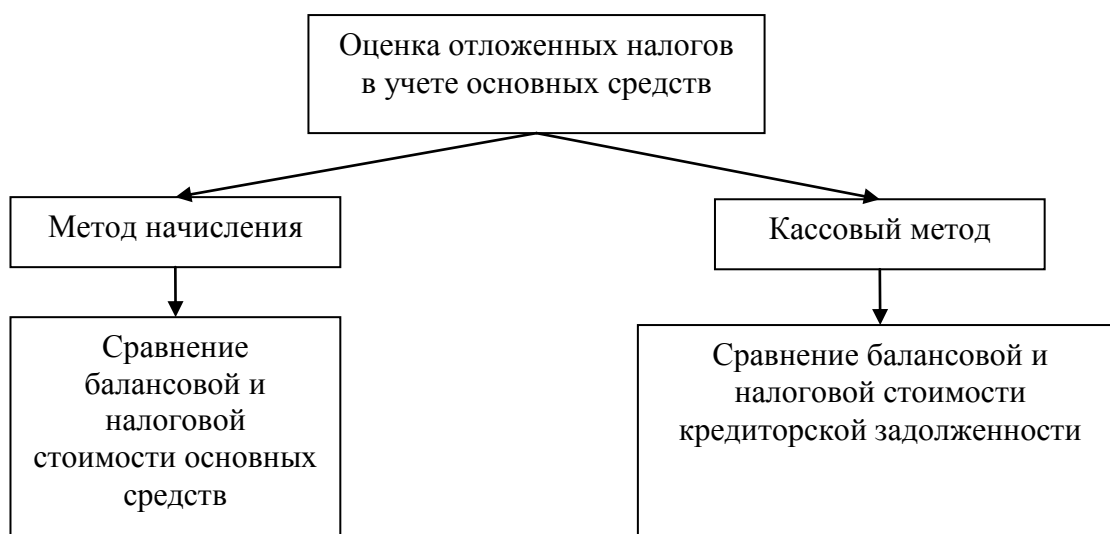 Оценка отложенных налогов
в учете основных средств
Метод начисления
Кассовый метод
Сравнение
балансовой и
налоговой
стоимости основных
средств
Сравнение балансовой и
налоговой стоимости
кредиторской задолженности